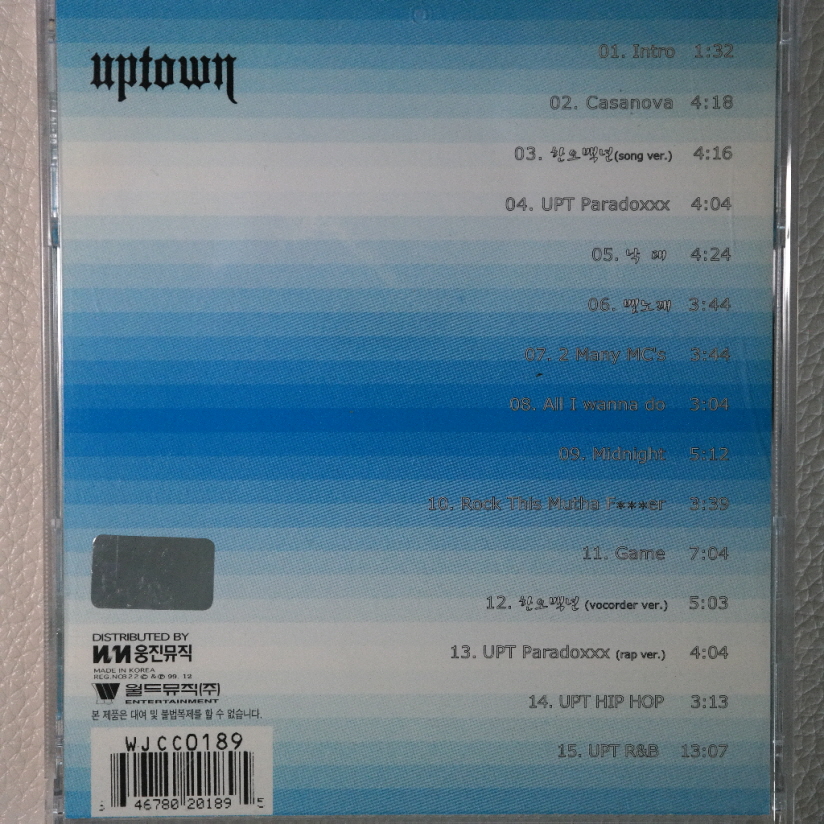 uptown
01. Intro 1:32
02. Casanova 4:18
03. 한오백년(song ver.) 4:16
04. UPT Paradoxxx 4:04
05. 낙 매 4:24
06. 뱃노래 3:44
07. 2 Many MC's 3:44
08. All I wanna do 3:04
09. Midnight 5:12
10. Rock This Mutha F***er 3:39
11. Game 7:04
12. 한오백년 (vocorder ver.) 5:03
13. UPT Paradoxxx (rap ver.) 4:04
14. UPT HIP HOP 3:13
15. UPT R&B 13:07
DISTRIBUTED BY
웅진뮤직
MADE IN KOREA
REG.NO822 © & ℗ 99. 12
월드뮤직(주)
ENTERTAINMENT
본 제품은 대여 및 불법복제를 할 수 없습니다.
WJCC0189
46780 20189 5